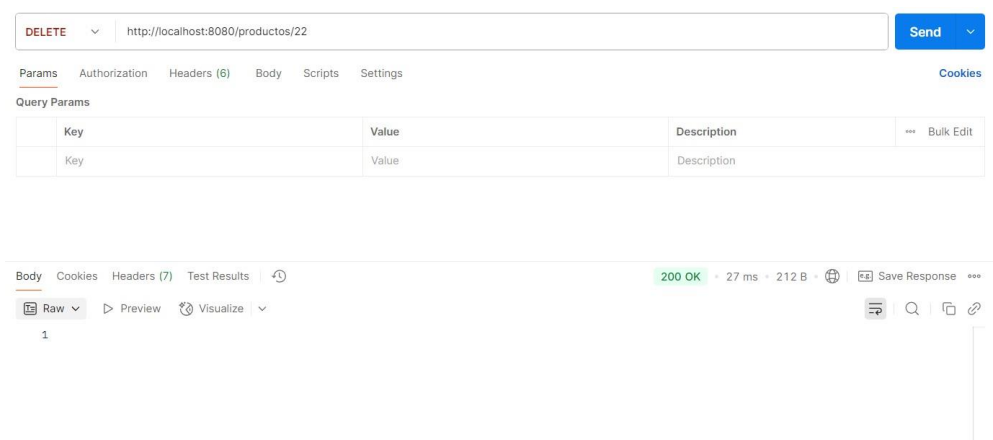 DELETE http://localhost:8080/productos/22 Send
Params Authorization Headers (6) Body Scripts Settings Cookies
Query Params
Key Value Description Bulk Edit
Key Value Description
Body Cookies Headers (7) Test Results 200 OK 27 ms 212 B e.g. Save Response
Raw Preview Visualize
1